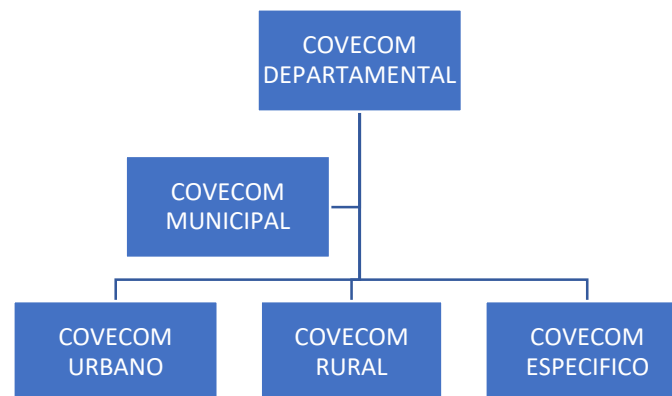 COVECOM
DEPARTAMENTAL
COVECOM
MUNICIPAL
COVECOM
URBANO
COVECOM
RURAL
COVECOM
ESPECIFICO